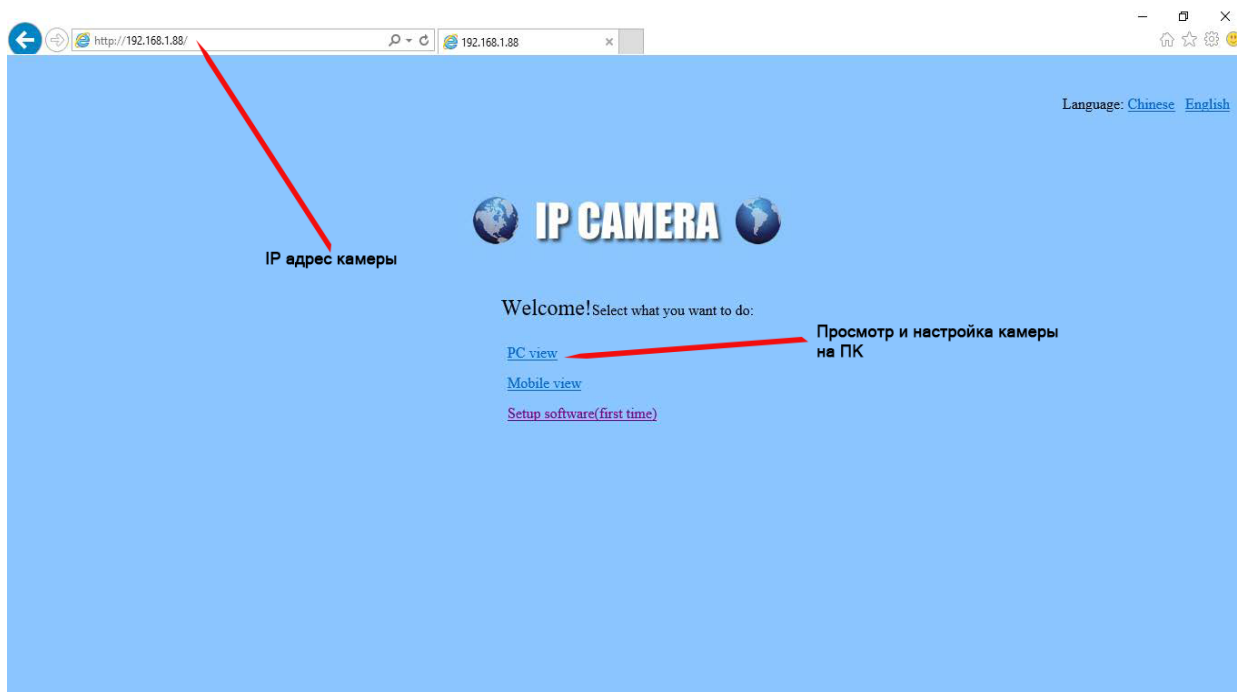 http://192.168.1.88/
192.168.1.88
Language: Chinese English
IP CAMERA
IP адрес камеры
Welcome!Select what you want to do:
Просмотр и настройка камеры
на ПК
PC view
Mobile view
Setup software(first time)